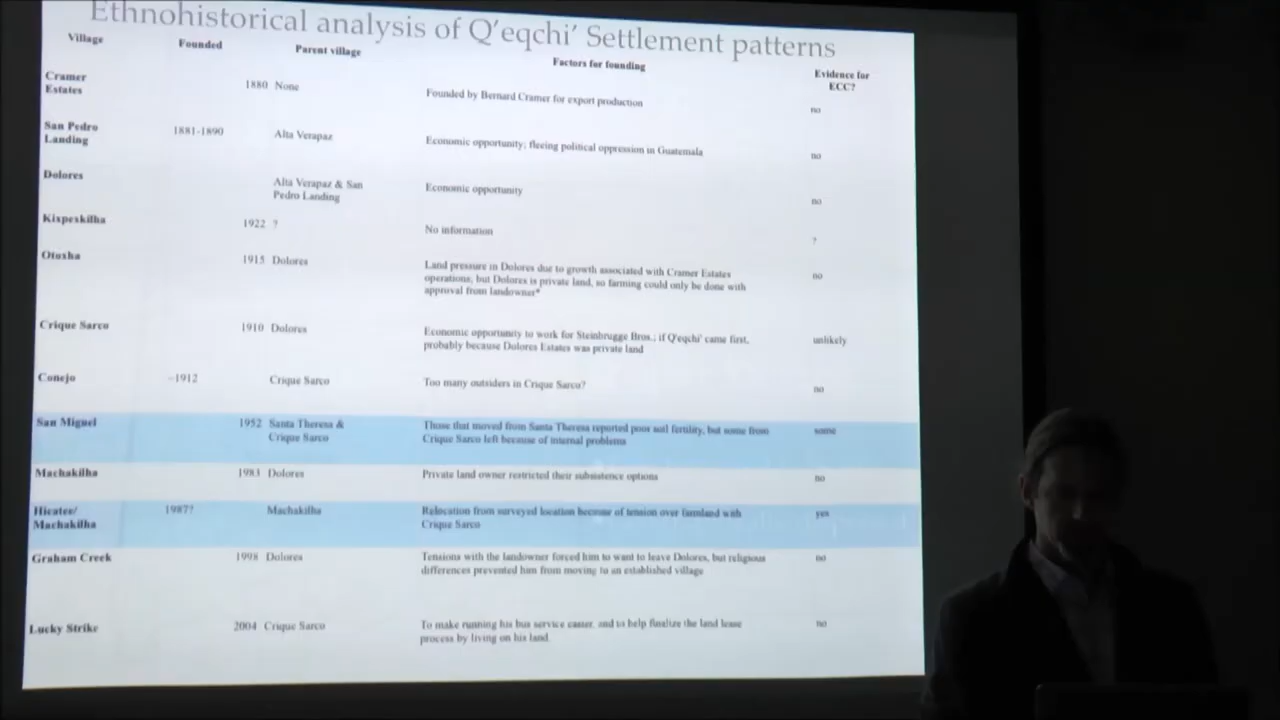 Ethnohistorical analysis of Q'eqchi' Settlement patterns
Village Founded Parent village Factors for founding Evidence for
ECC?
Cramer
Estates 1880 None Founded by Bernard Cramer for export production no
San Pedro
Landing 1881-1890 Alta Verapaz Economic opportunity; fleeing political oppression in Guatemala no
Dolores Alta Verapaz & San
Pedro Landing Economic opportunity no
Kixpeskilha 1922 ? No information ?
Otoxha 1915 Dolores Land pressure in Dolores due to growth associated with Cramer Estates
operations; but Dolores is private land, so farming could only be done with
approval from landowner* no
Crique Sarco 1910 Dolores Economic opportunity to work for Steinbrugge Bros.; if Q'eqchi' came first,
probably because Dolores Estates was private land unlikely
Conejo ~1912 Crique Sarco Too many outsiders in Crique Sarco? no
San Miguel 1952 Santa Theresa &
Crique Sarco Those that moved from Santa Theresa reported poor soil fertility, but some from
Crique Sarco left because of internal problems some
Machakilha 1983 Dolores Private land owner restricted their subsistence options no
Hicatee/
Machakilha 1987? Machakilha Relocation from surveyed location because of tension over farmland with
Crique Sarco yes
Graham Creek 1998 Dolores Tensions with the landowner forced him to want to leave Dolores, but religious
differences prevented him from moving to an established village no
Lucky Strike 2004 Crique Sarco To make running his bus service easier, and to help finalize the land lease
process by living on his land. no